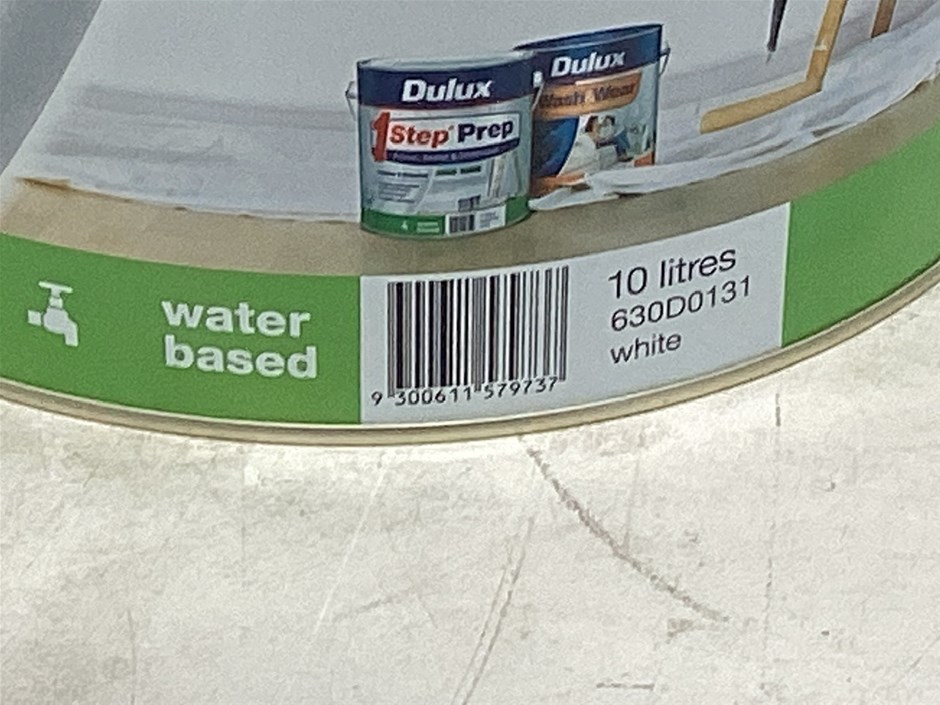 Dulux
1Step® Prep
Dulux
Wash&Wear
water
based
9 300611 579737
10 litres
630D0131
white